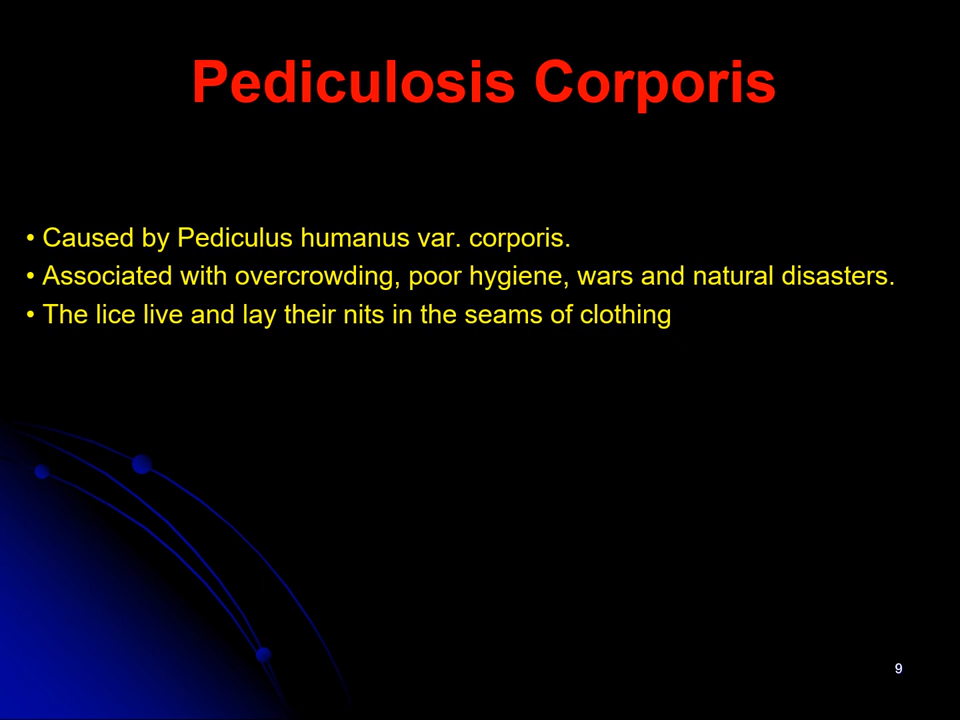 Pediculosis Corporis
• Caused by Pediculus humanus var. corporis.
• Associated with overcrowding, poor hygiene, wars and natural disasters.
• The lice live and lay their nits in the seams of clothing
9